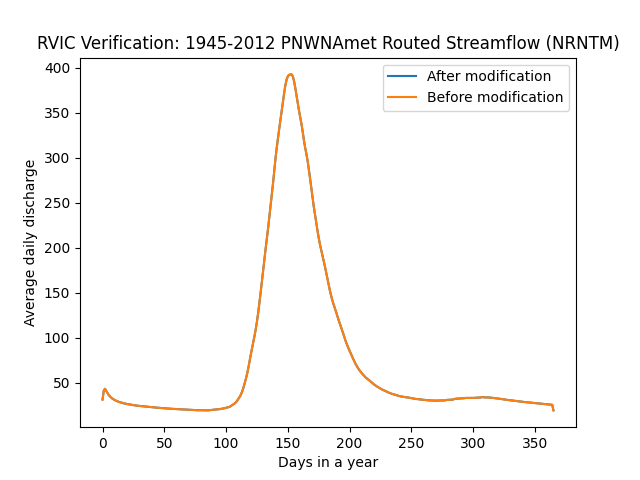 RVIC Verification: 1945-2012 PNWNAmet Routed Streamflow (NRNTM)
After modification
Before modification
Average daily discharge
400
350
300
250
200
150
100
50
0 50 100 150 200 250 300 350
Days in a year